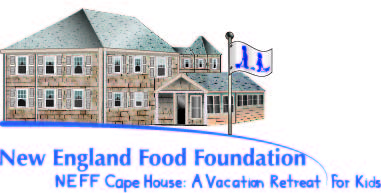 New England Food Foundation
NEFF Cape House: A Vacation Retreat for Kids